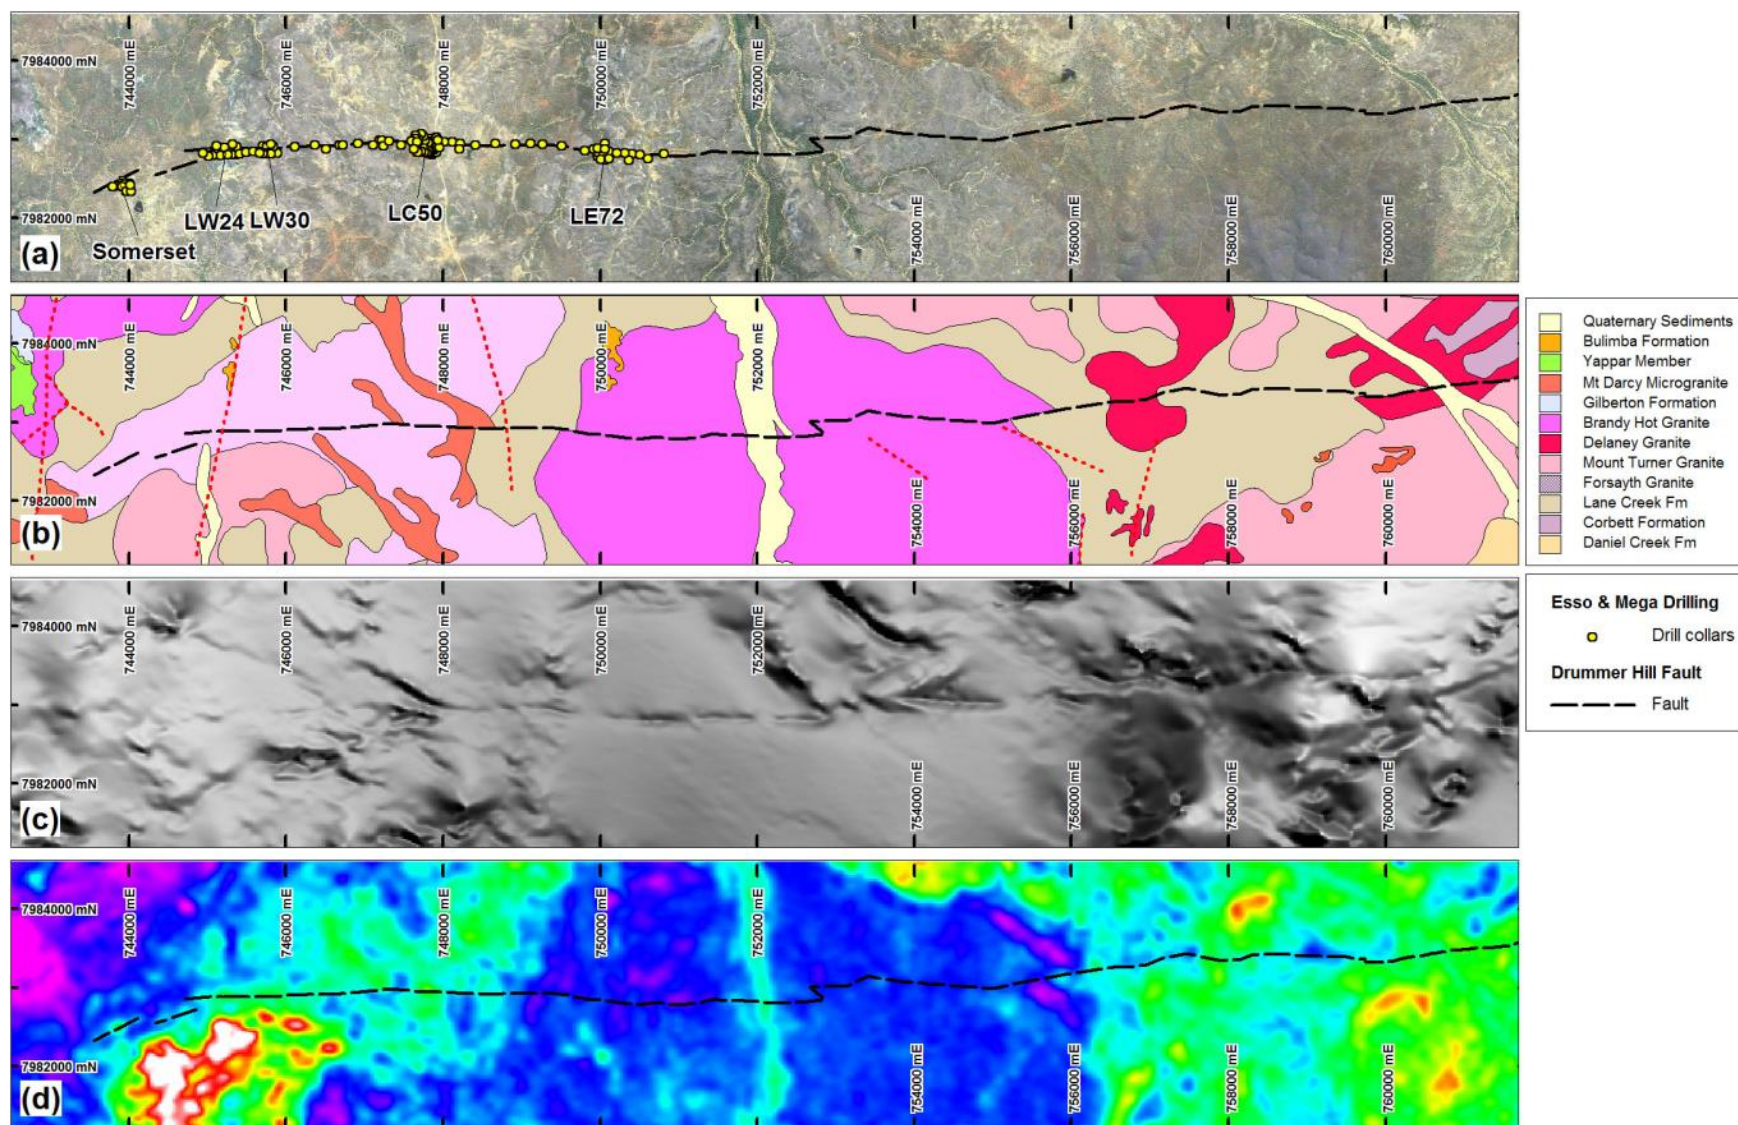 7984000 mN
744000 mE
746000 mE
748000 mE
750000 mE
752000 mE
7982000 mN
754000 mE
756000 mE
758000 mE
760000 mE
Somerset
LW24
LW30
LC50
LE72
(a)
7984000 mN
744000 mE
746000 mE
748000 mE
750000 mE
752000 mE
7982000 mN
754000 mE
756000 mE
758000 mE
760000 mE
(b)
Quaternary Sediments
Bulimba Formation
Yappar Member
Mt Darcy Microgranite
Gilberton Formation
Brandy Hot Granite
Delaney Granite
Mount Turner Granite
Forsayth Granite
Lane Creek Fm
Corbett Formation
Daniel Creek Fm
7984000 mN
744000 mE
746000 mE
748000 mE
750000 mE
752000 mE
7982000 mN
754000 mE
756000 mE
758000 mE
760000 mE
(c)
Esso & Mega Drilling
Drill collars
Drummer Hill Fault
Fault
7984000 mN
744000 mE
746000 mE
748000 mE
750000 mE
752000 mE
7982000 mN
754000 mE
756000 mE
758000 mE
760000 mE
(d)